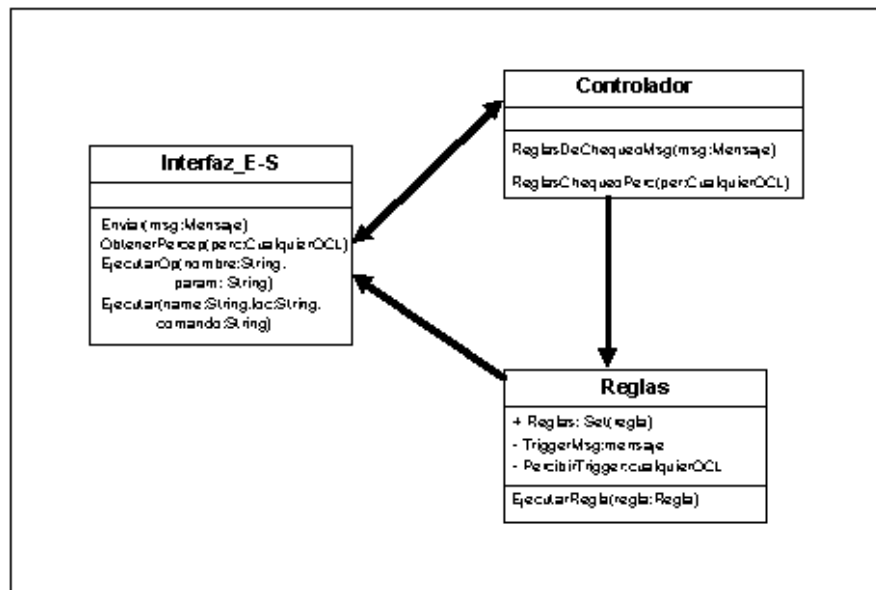 Controlador
ReglasDeChequeoMsg(msg:Mensaje)
ReglasChequeoPerc(per:CualquierOCL)
Interfaz_E-S
Enviar(msg:Mensaje)
ObtenerPercep(perc:CualquierOCL)
EjecutarOp(nombre:String,
param: String)
Ejecutar(name:String,loc:String,
comando:String)
Reglas
+ Reglas: Set(regla)
- TriggerMsg:mensaje
- PercibirTrigger:cualquierOCL
EjecutarRegla(regla:Regla)